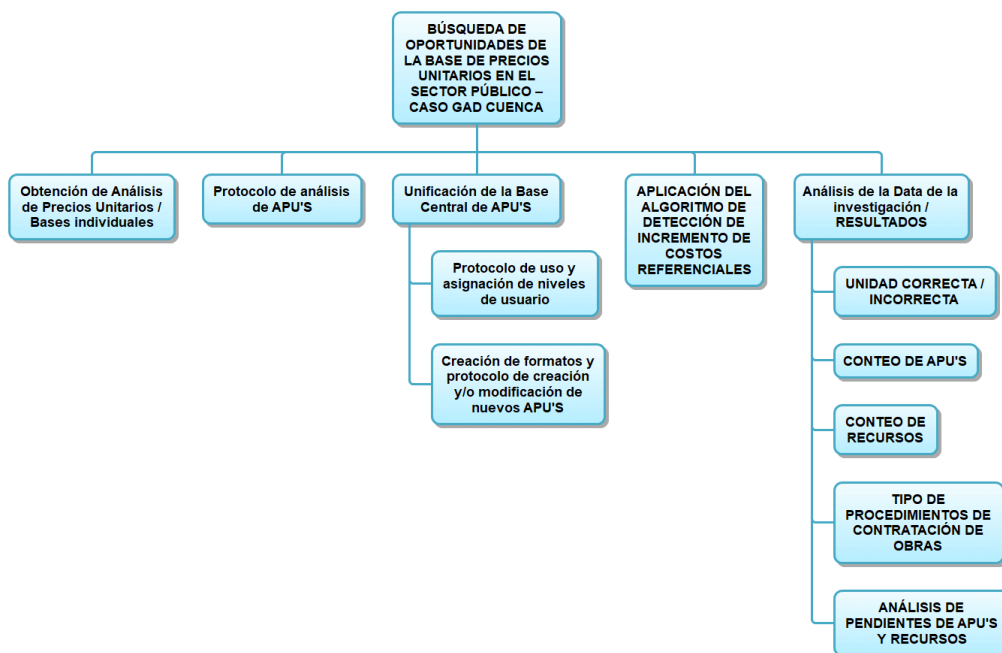 BÚSQUEDA DE
OPORTUNIDADES DE
LA BASE DE PRECIOS
UNITARIOS EN EL
SECTOR PÚBLICO –
CASO GAD CUENCA
Obtención de Análisis
de Precios Unitarios /
Bases individuales
Protocolo de análisis
de APU'S
Unificación de la Base
Central de APU'S
Protocolo de uso y
asignación de niveles
de usuario
Creación de formatos y
protocolo de creación
y/o modificación de
nuevos APU'S
APLICACIÓN DEL
ALGORITMO DE
DETECCIÓN DE
INCREMENTO DE
COSTOS
REFERENCIALES
Análisis de la Data de la
investigación /
RESULTADOS
UNIDAD CORRECTA /
INCORRECTA
CONTEO DE APU'S
CONTEO DE
RECURSOS
TIPO DE
PROCEDIMIENTOS DE
CONTRATACIÓN DE
OBRAS
ANÁLISIS DE
PENDIENTES DE APU'S
Y RECURSOS